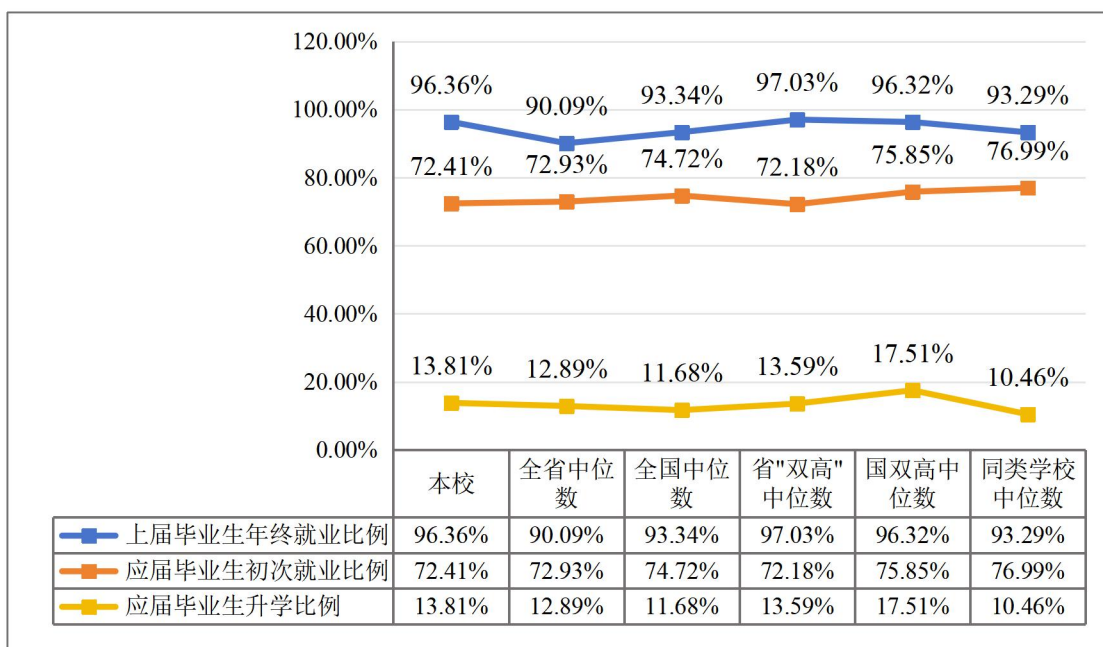 120.00%
100.00%
80.00%
60.00%
40.00%
20.00%
0.00%
96.36%
90.09%
93.34%
97.03%
96.32%
93.29%
72.41%
72.93%
74.72%
72.18%
75.85%
76.99%
13.81%
12.89%
11.68%
13.59%
17.51%
10.46%
本校
全省中位
数
全国中位
数
省"双高"
中位数
国双高中
位数
同类学校
中位数
上届毕业生年终就业比例 96.36% 90.09% 93.34% 97.03% 96.32% 93.29%
应届毕业生初次就业比例 72.41% 72.93% 74.72% 72.18% 75.85% 76.99%
应届毕业生升学比例 13.81% 12.89% 11.68% 13.59% 17.51% 10.46%